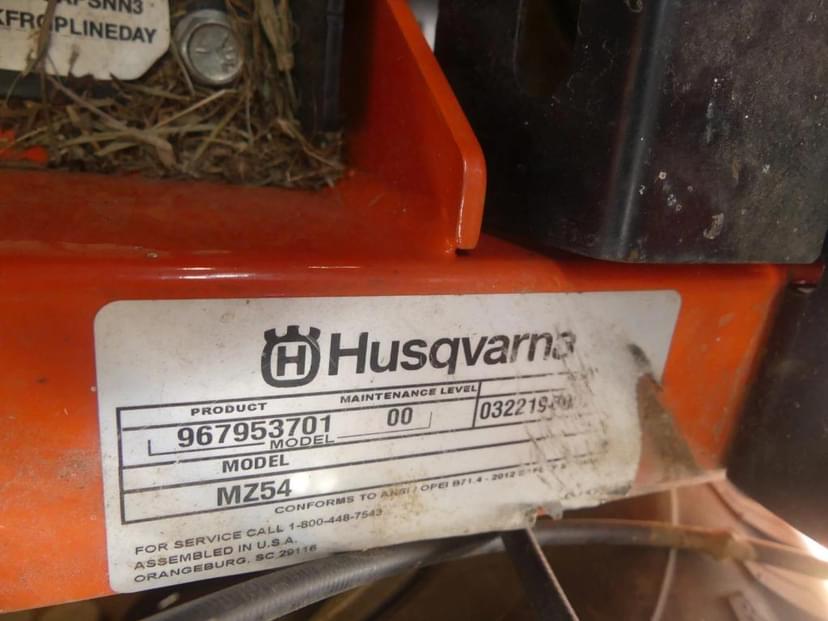 KFRGPLINEDAY
H Husqvarna
PRODUCT MAINTENANCE LEVEL
967953701 00
MODEL
MODEL
MZ54
CONFORMS TO ANSI / OPEI B71.4 - 2012
FOR SERVICE CALL 1-800-448-7543
ASSEMBLED IN U.S.A.
ORANGEBURG, SC 29116